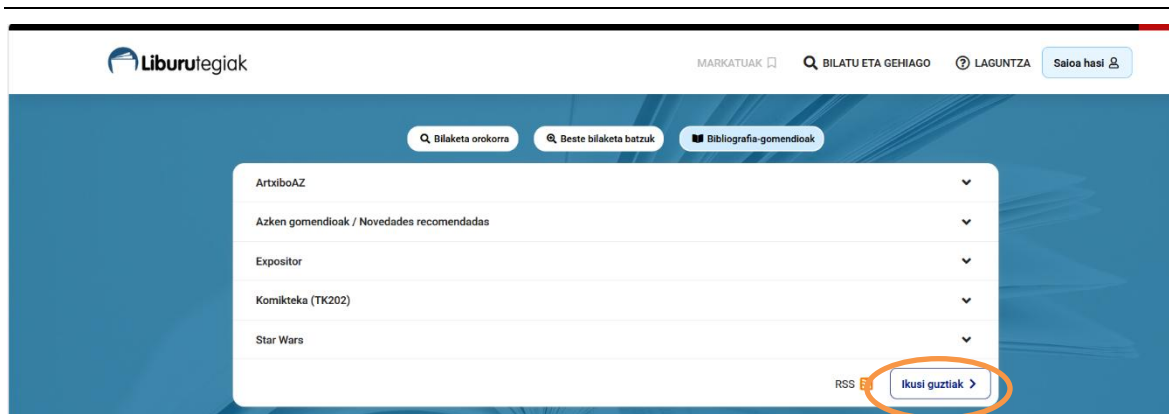 Liburutegiak
MARKATUAK BILATU ETA GEHIAGO LAGUNTZA Saioa hasi
Bilaketa orokorra Beste bilaketa batzuk Bibliografia-gomendioak
ArtxiboAZ
Azken gomendioak / Novedades recomendadas
Expositor
Komikteka (TK202)
Star Wars
RSS Ikusi guztiak